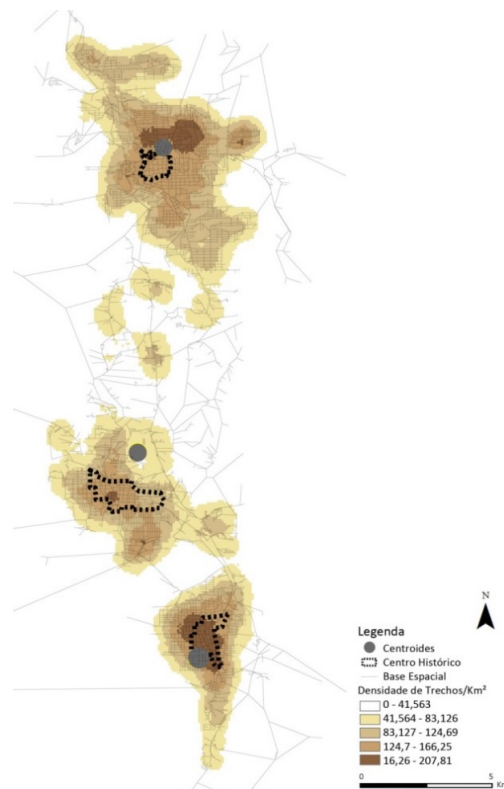 N
Legenda
Centroides
Centro Histórico
Base Espacial
Densidade de Trechos/Km²
0 - 41,563
41,564 - 83,126
83,127 - 124,69
124,7 - 166,25
16,26 - 207,81
0 5
Km